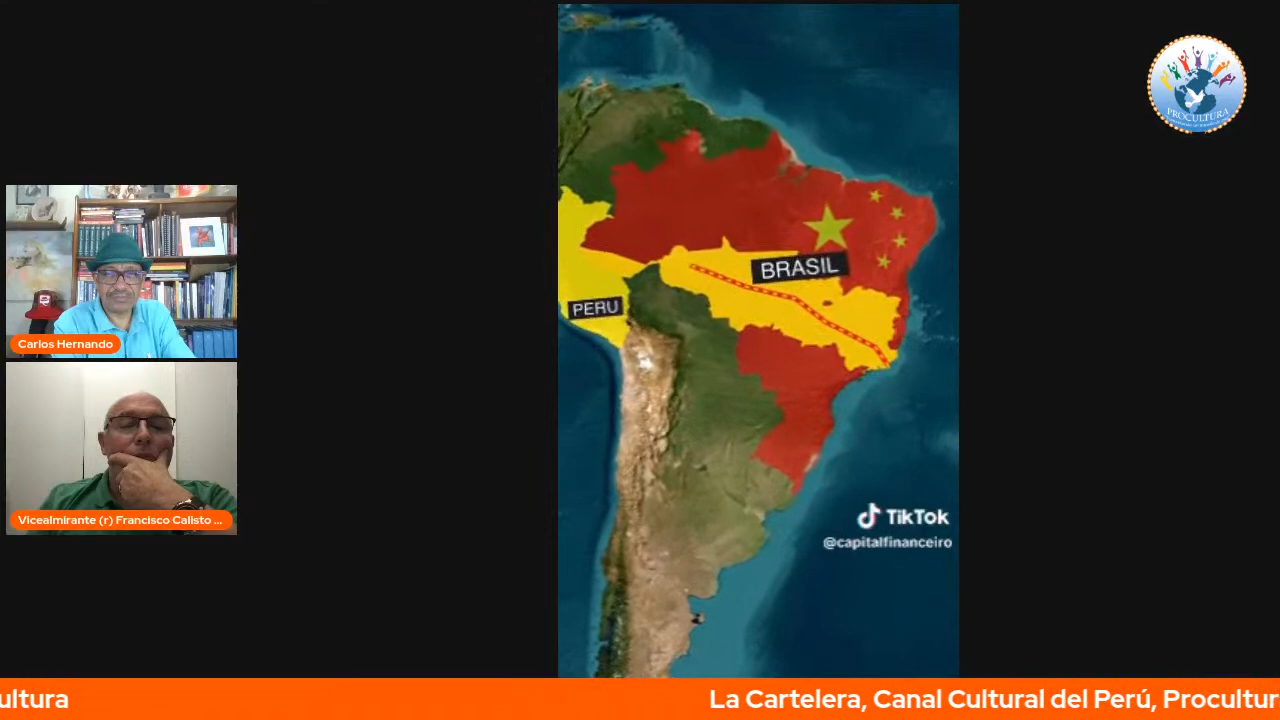 PROCULTURA
BRASIL
PERU
Carlos Hernando
Vicealmirante (r) Francisco Calisto ...
TikTok
@capitalfinanceiro
ultura
La Cartelera, Canal Cultural del Perú, Procultur